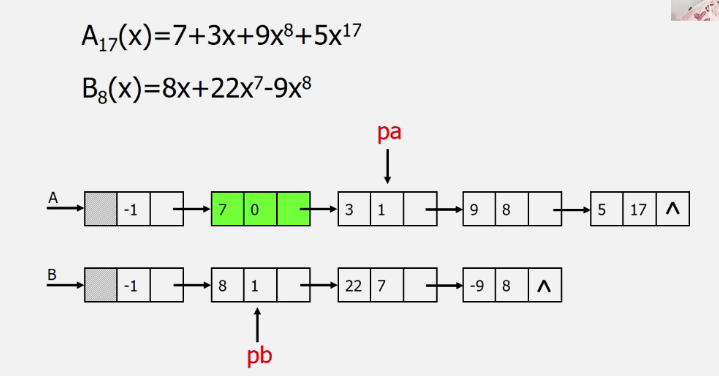 A₁₇(x)=7+3x+9x⁸+5x¹⁷
B₈(x)=8x+22x⁷-9x⁸
pa
A -1 7 0 3 1 9 8 5 17 ^
B -1 8 1 22 7 -9 8 ^
pb